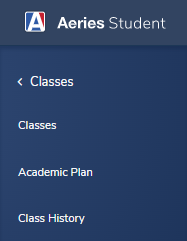 Aeries Student
Classes
Classes
Academic Plan
Class History